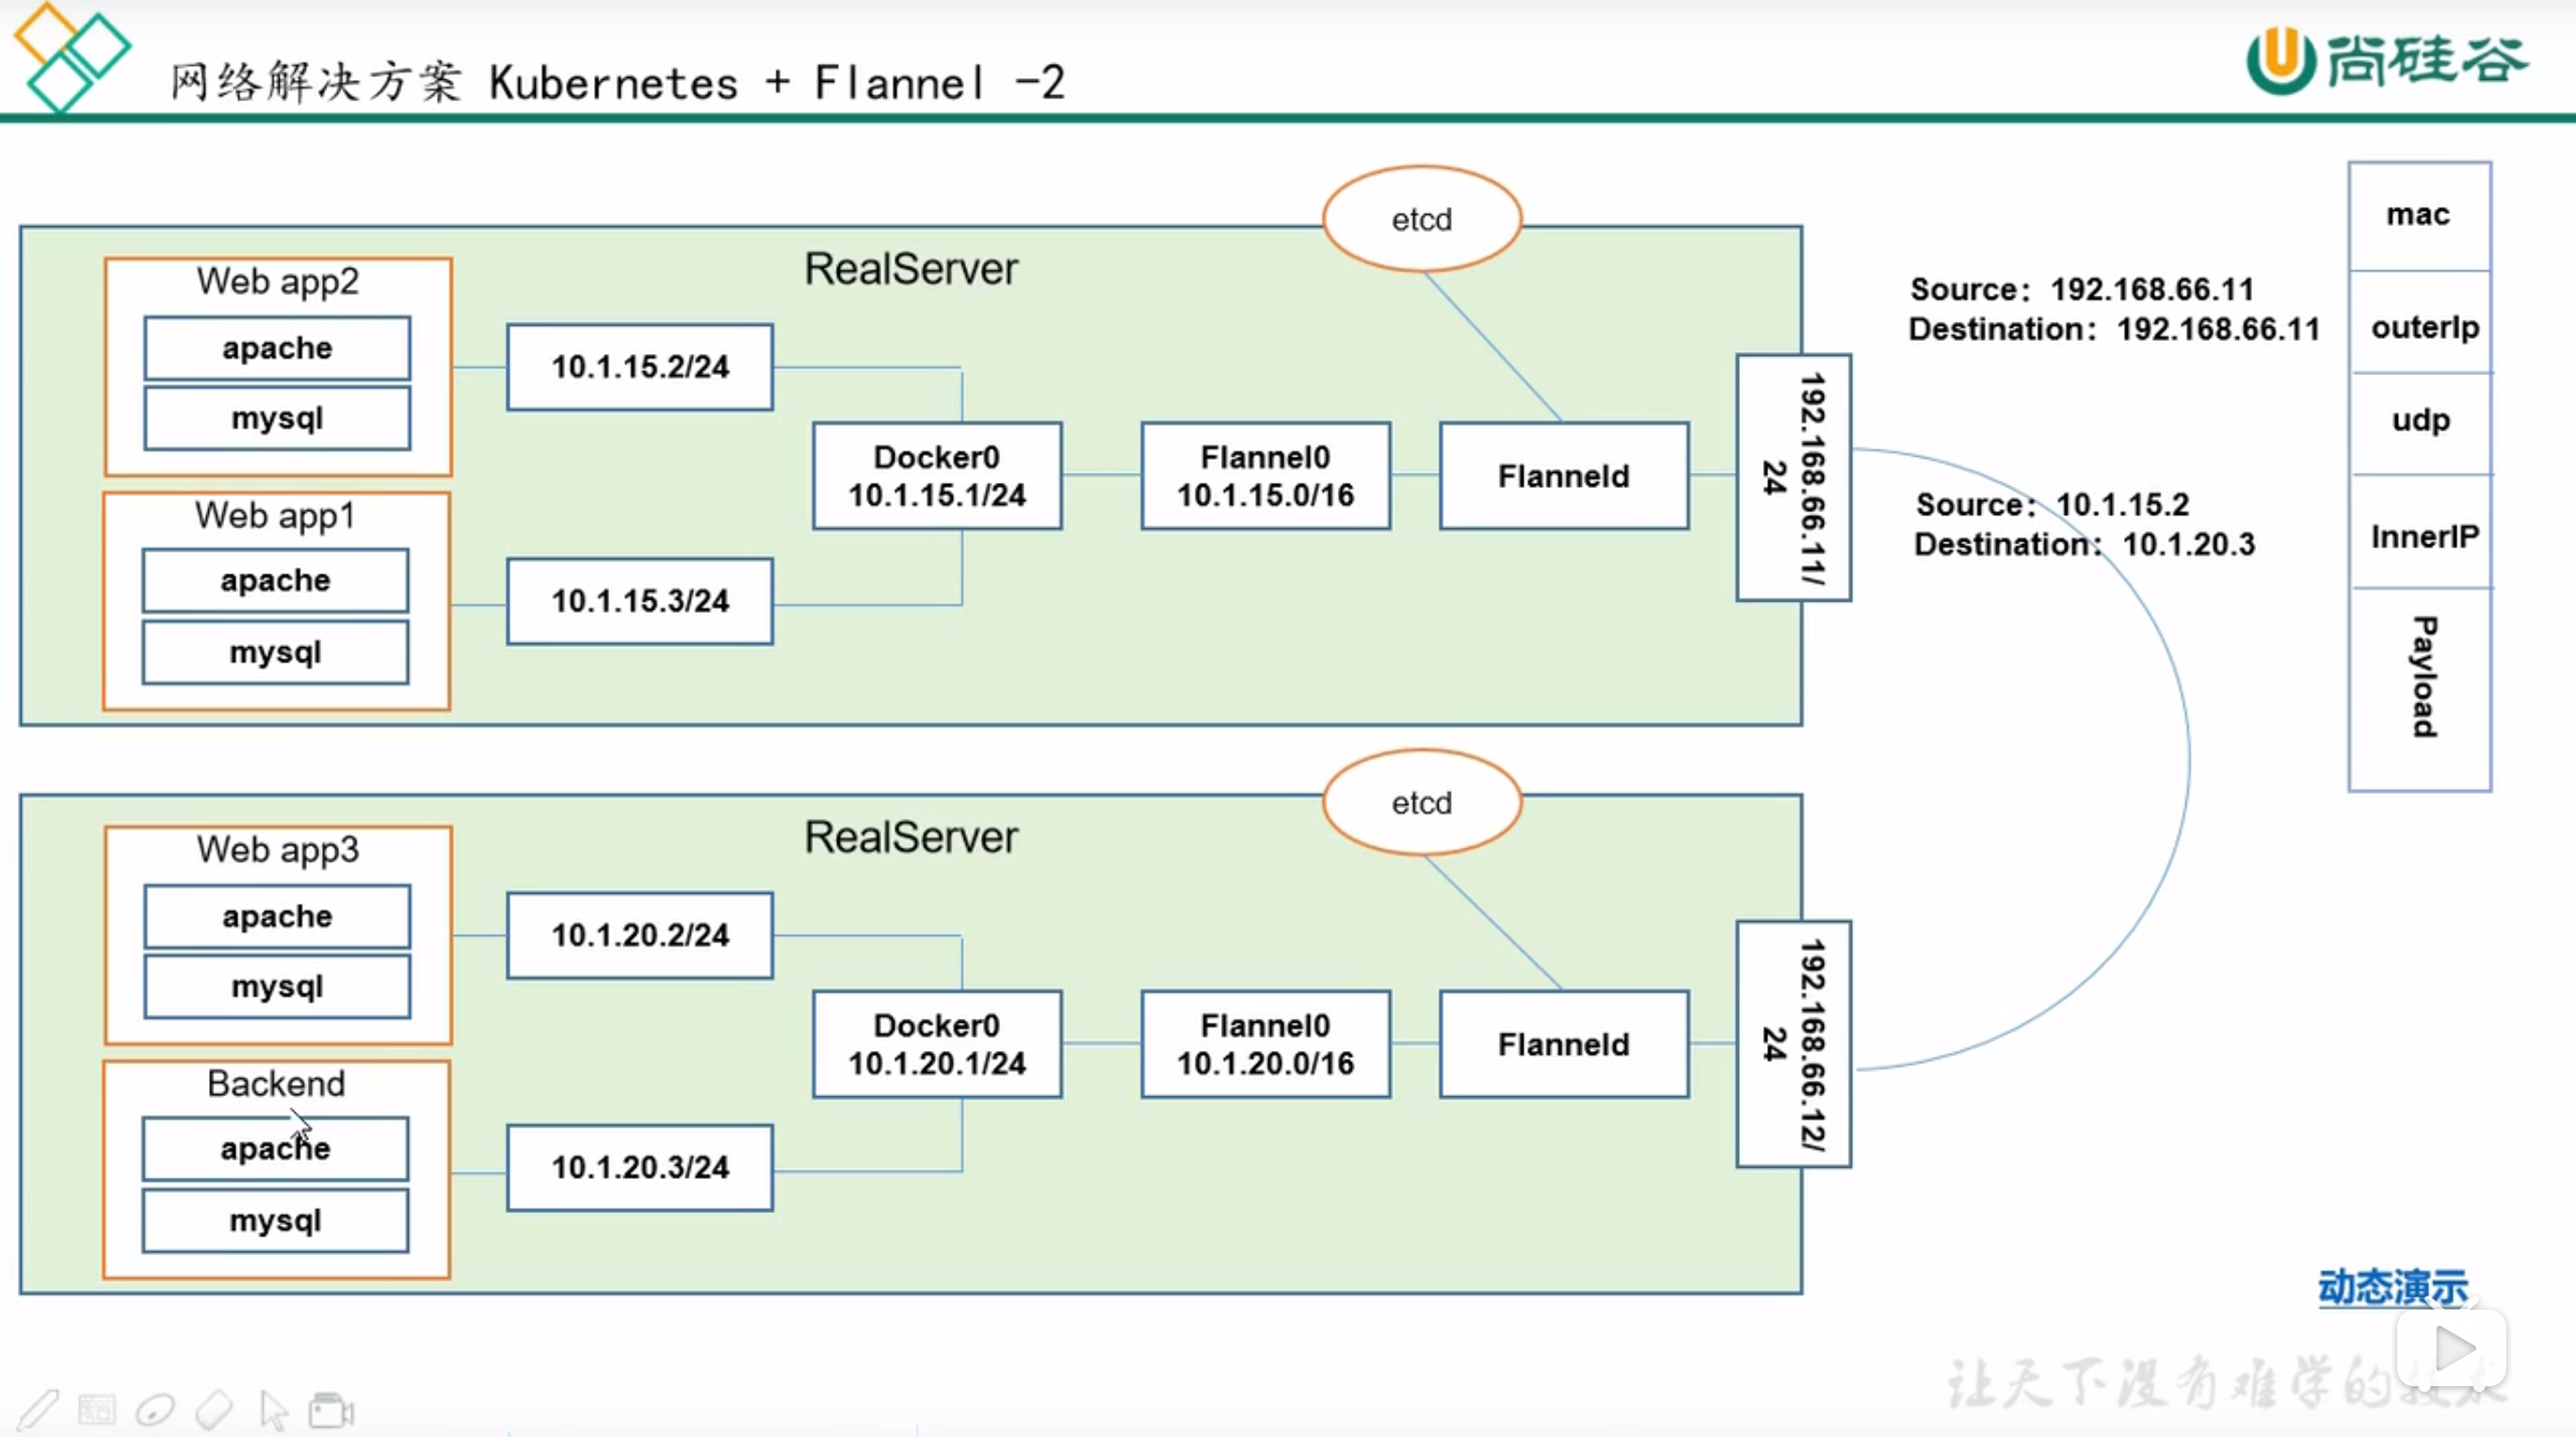 网络解决方案 Kubernetes + Flannel -2
尚硅谷
etcd
RealServer
Web app2
apache
mysql
10.1.15.2/24
Web app1
apache
mysql
10.1.15.3/24
Docker0
10.1.15.1/24
Flannel0
10.1.15.0/16
Flanneld
192.168.66.11/
24
Source：192.168.66.11
Destination：192.168.66.11
Source：10.1.15.2
Destination：10.1.20.3
mac
outerIp
udp
InnerIP
Payload
etcd
RealServer
Web app3
apache
mysql
10.1.20.2/24
Backend
apache
mysql
10.1.20.3/24
Docker0
10.1.20.1/24
Flannel0
10.1.20.0/16
Flanneld
192.168.66.12/
24
动态演示
让天下没有难学的技术